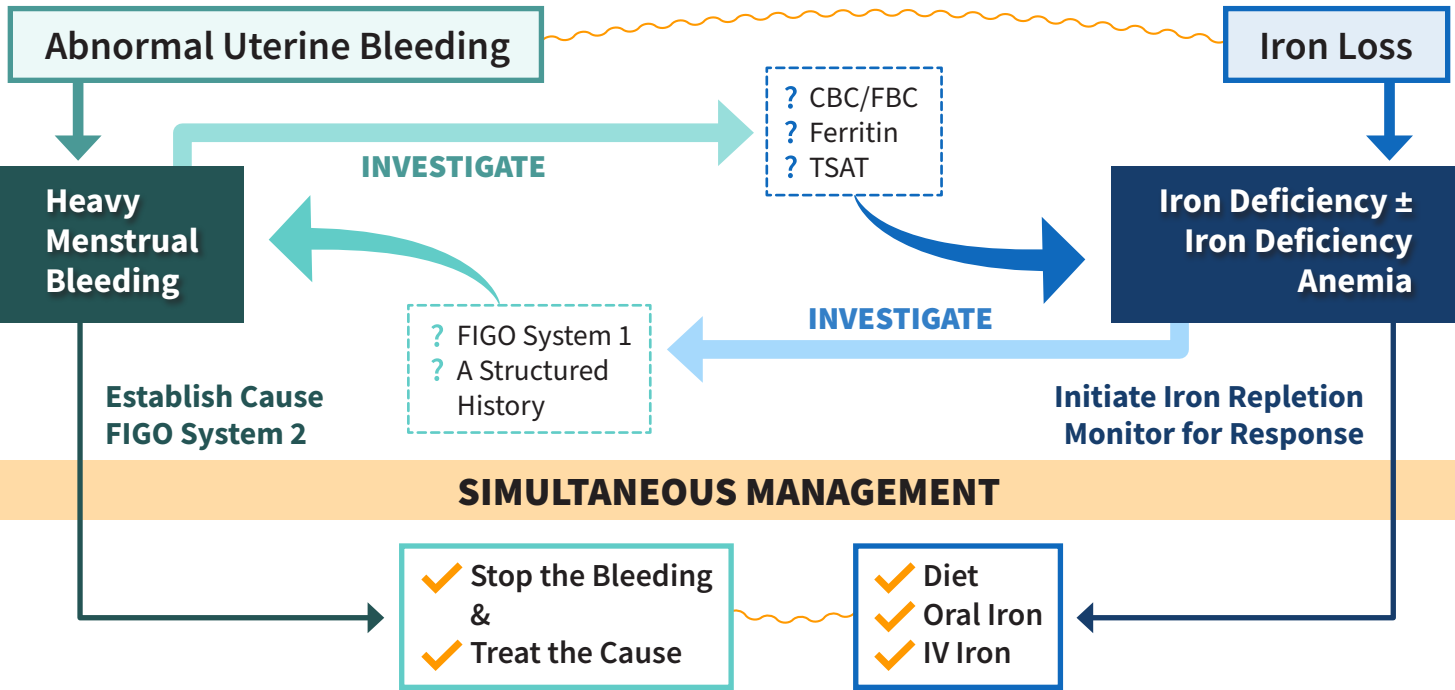 Abnormal Uterine Bleeding
Iron Loss
? CBC/FBC
? Ferritin
? TSAT
INVESTIGATE
Heavy
Menstrual
Bleeding
Iron Deficiency ±
Iron Deficiency
Anemia
INVESTIGATE
? FIGO System 1
? A Structured
History
Establish Cause
FIGO System 2
Initiate Iron Repletion
Monitor for Response
SIMULTANEOUS MANAGEMENT
Stop the Bleeding
&
Treat the Cause
Diet
Oral Iron
IV Iron